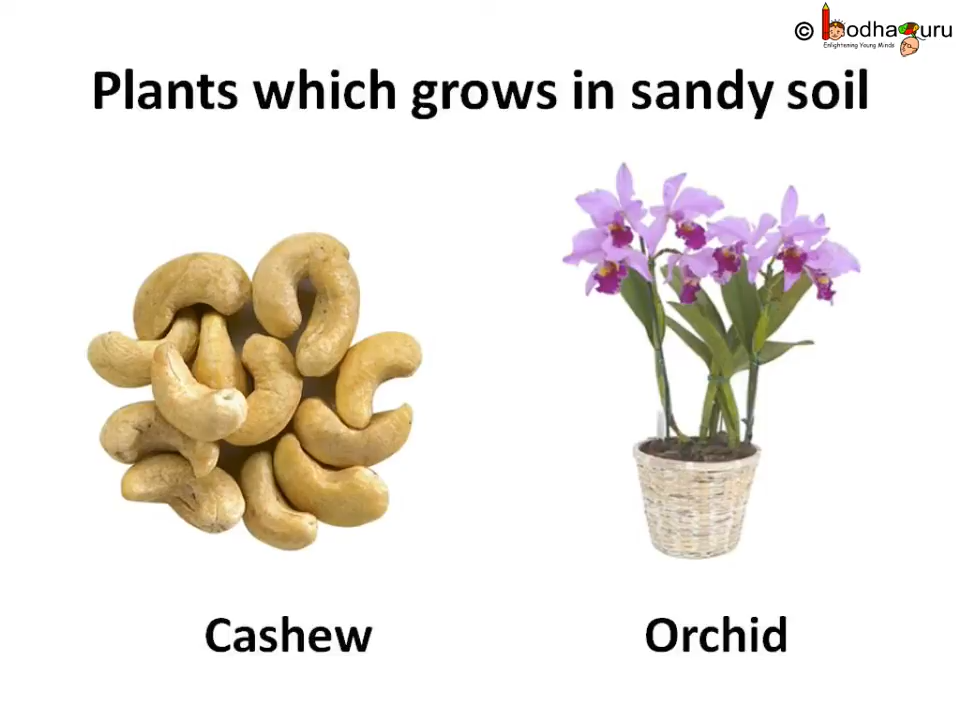 © bodhaguru
Enlightening Young Minds
Plants which grows in sandy soil
Cashew
Orchid